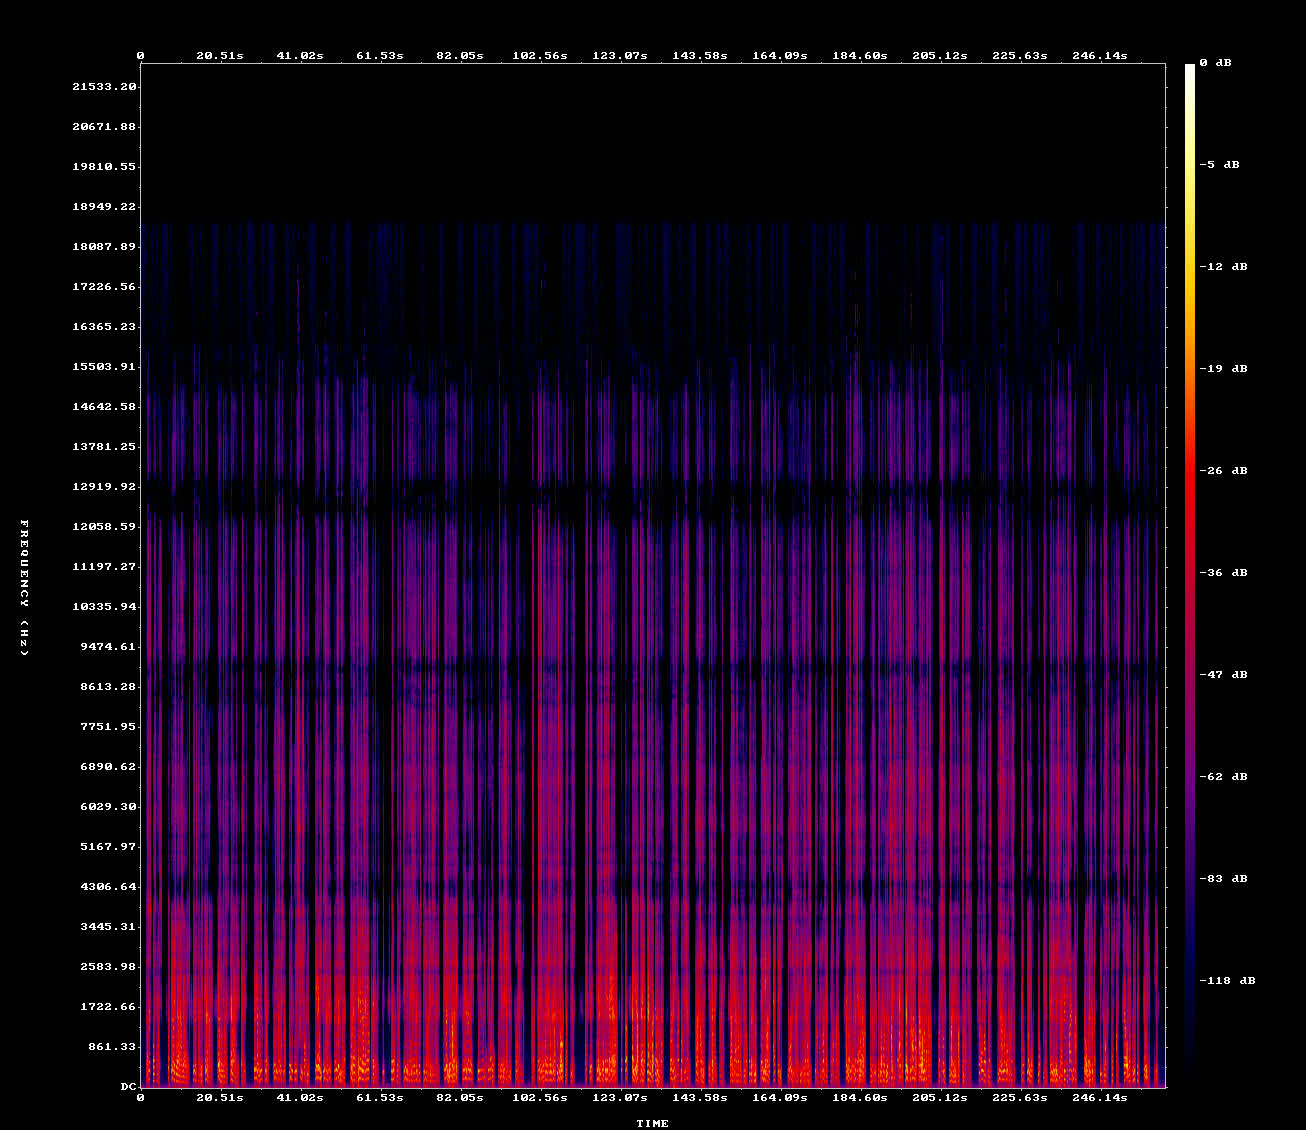 0 20.51s 41.02s 61.53s 82.05s 102.56s 123.07s 143.58s 164.09s 184.60s 205.12s 225.63s 246.14s
0 dB
21533.20
20671.88
-5 dB
19810.55
18949.22
18087.89
-12 dB
17226.56
16365.23
15503.91
-19 dB
14642.58
13781.25
-26 dB
12919.92
12058.59
11197.27
-36 dB
10335.94
9474.61
-47 dB
8613.28
7751.95
6890.62
-62 dB
6029.30
5167.97
4306.64
-83 dB
3445.31
2583.98
-118 dB
1722.66
861.33
DC
FREQUENCY (Hz)
0 20.51s 41.02s 61.53s 82.05s 102.56s 123.07s 143.58s 164.09s 184.60s 205.12s 225.63s 246.14s
TIME